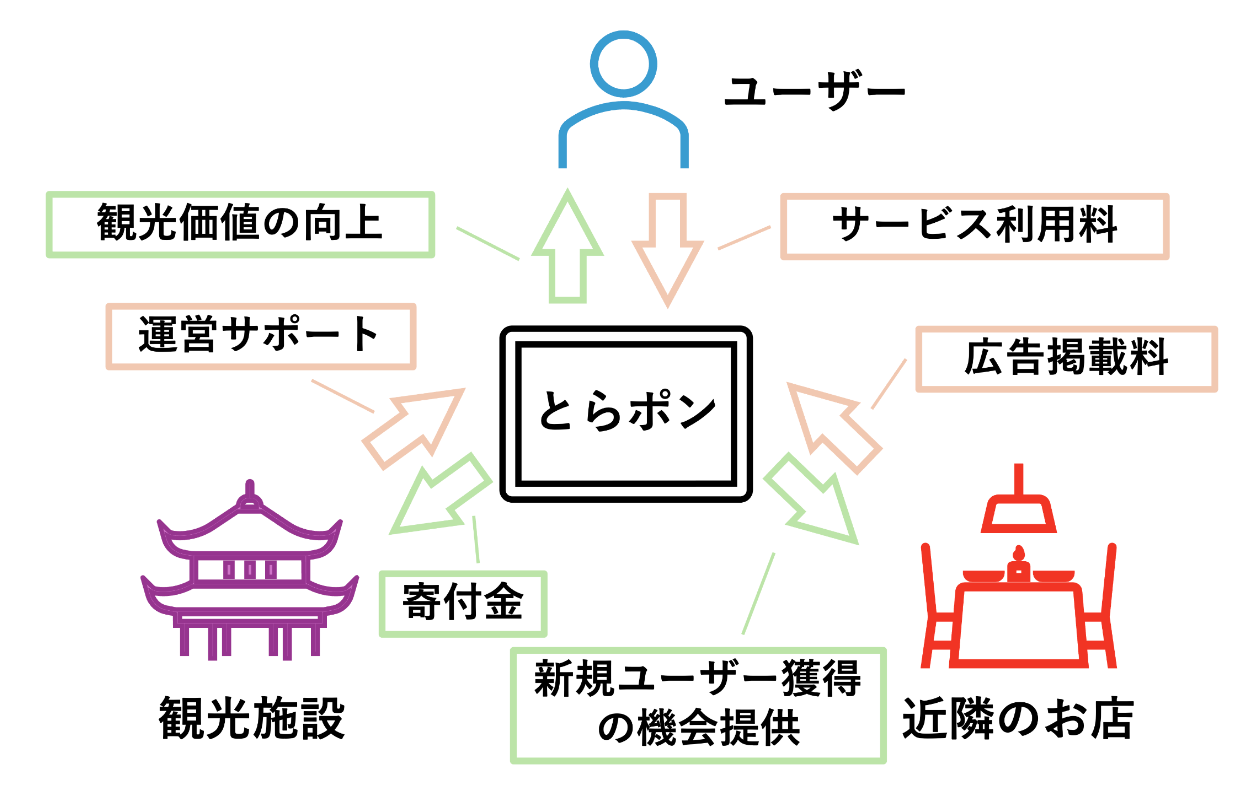 ユーザー
観光価値の向上
サービス利用料
運営サポート
広告掲載料
とらポン
寄付金
新規ユーザー獲得
の機会提供
観光施設
近隣のお店